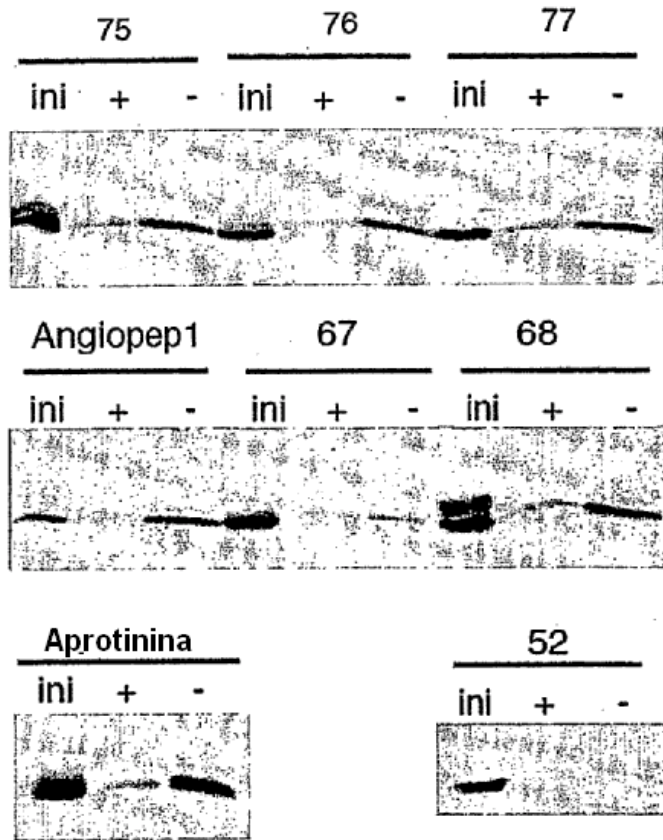 75 76 77
ini + - ini + - ini + -
Angiopep1 67 68
ini + - ini + - ini + -
Aprotinina 52
ini + - ini + -